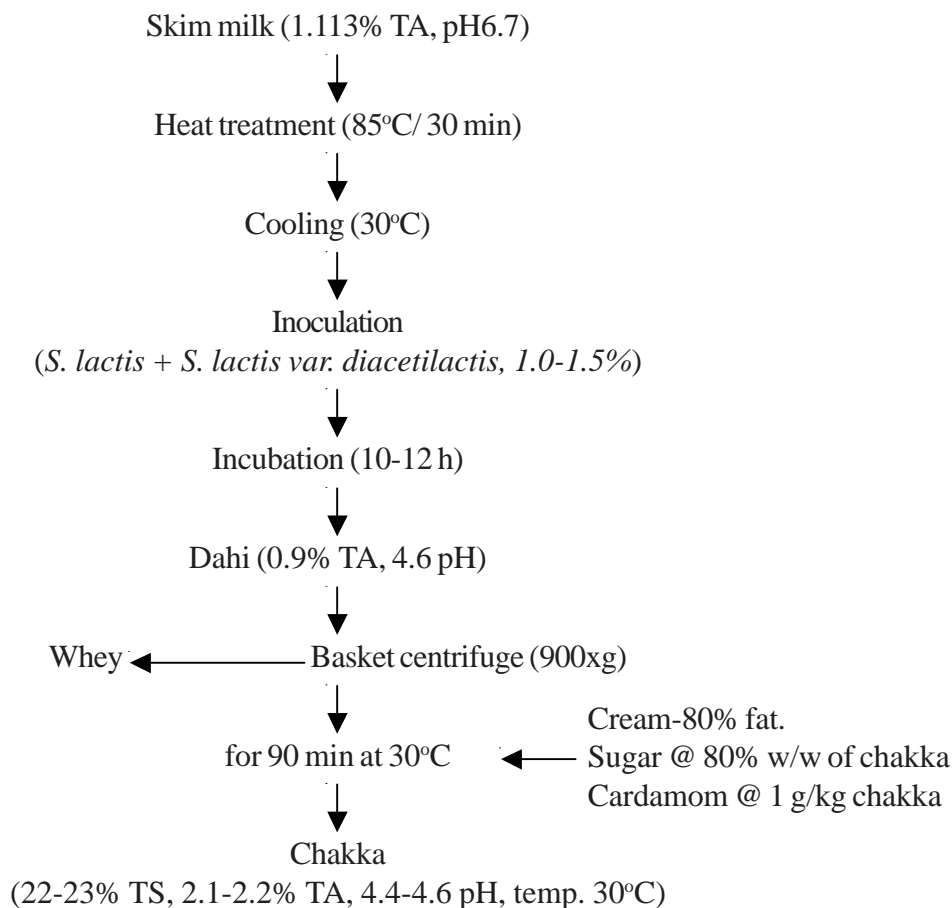 Skim milk (1.113% TA, pH6.7)
Heat treatment (85°C/ 30 min)
Cooling (30°C)
Inoculation
(S. lactis + S. lactis var. diacetilactis, 1.0-1.5%)
Incubation (10-12 h)
Dahi (0.9% TA, 4.6 pH)
Whey
Basket centrifuge (900xg)
for 90 min at 30°C
Cream-80% fat.
Sugar @ 80% w/w of chakka
Cardamom @ 1 g/kg chakka
Chakka
(22-23% TS, 2.1-2.2% TA, 4.4-4.6 pH, temp. 30°C)